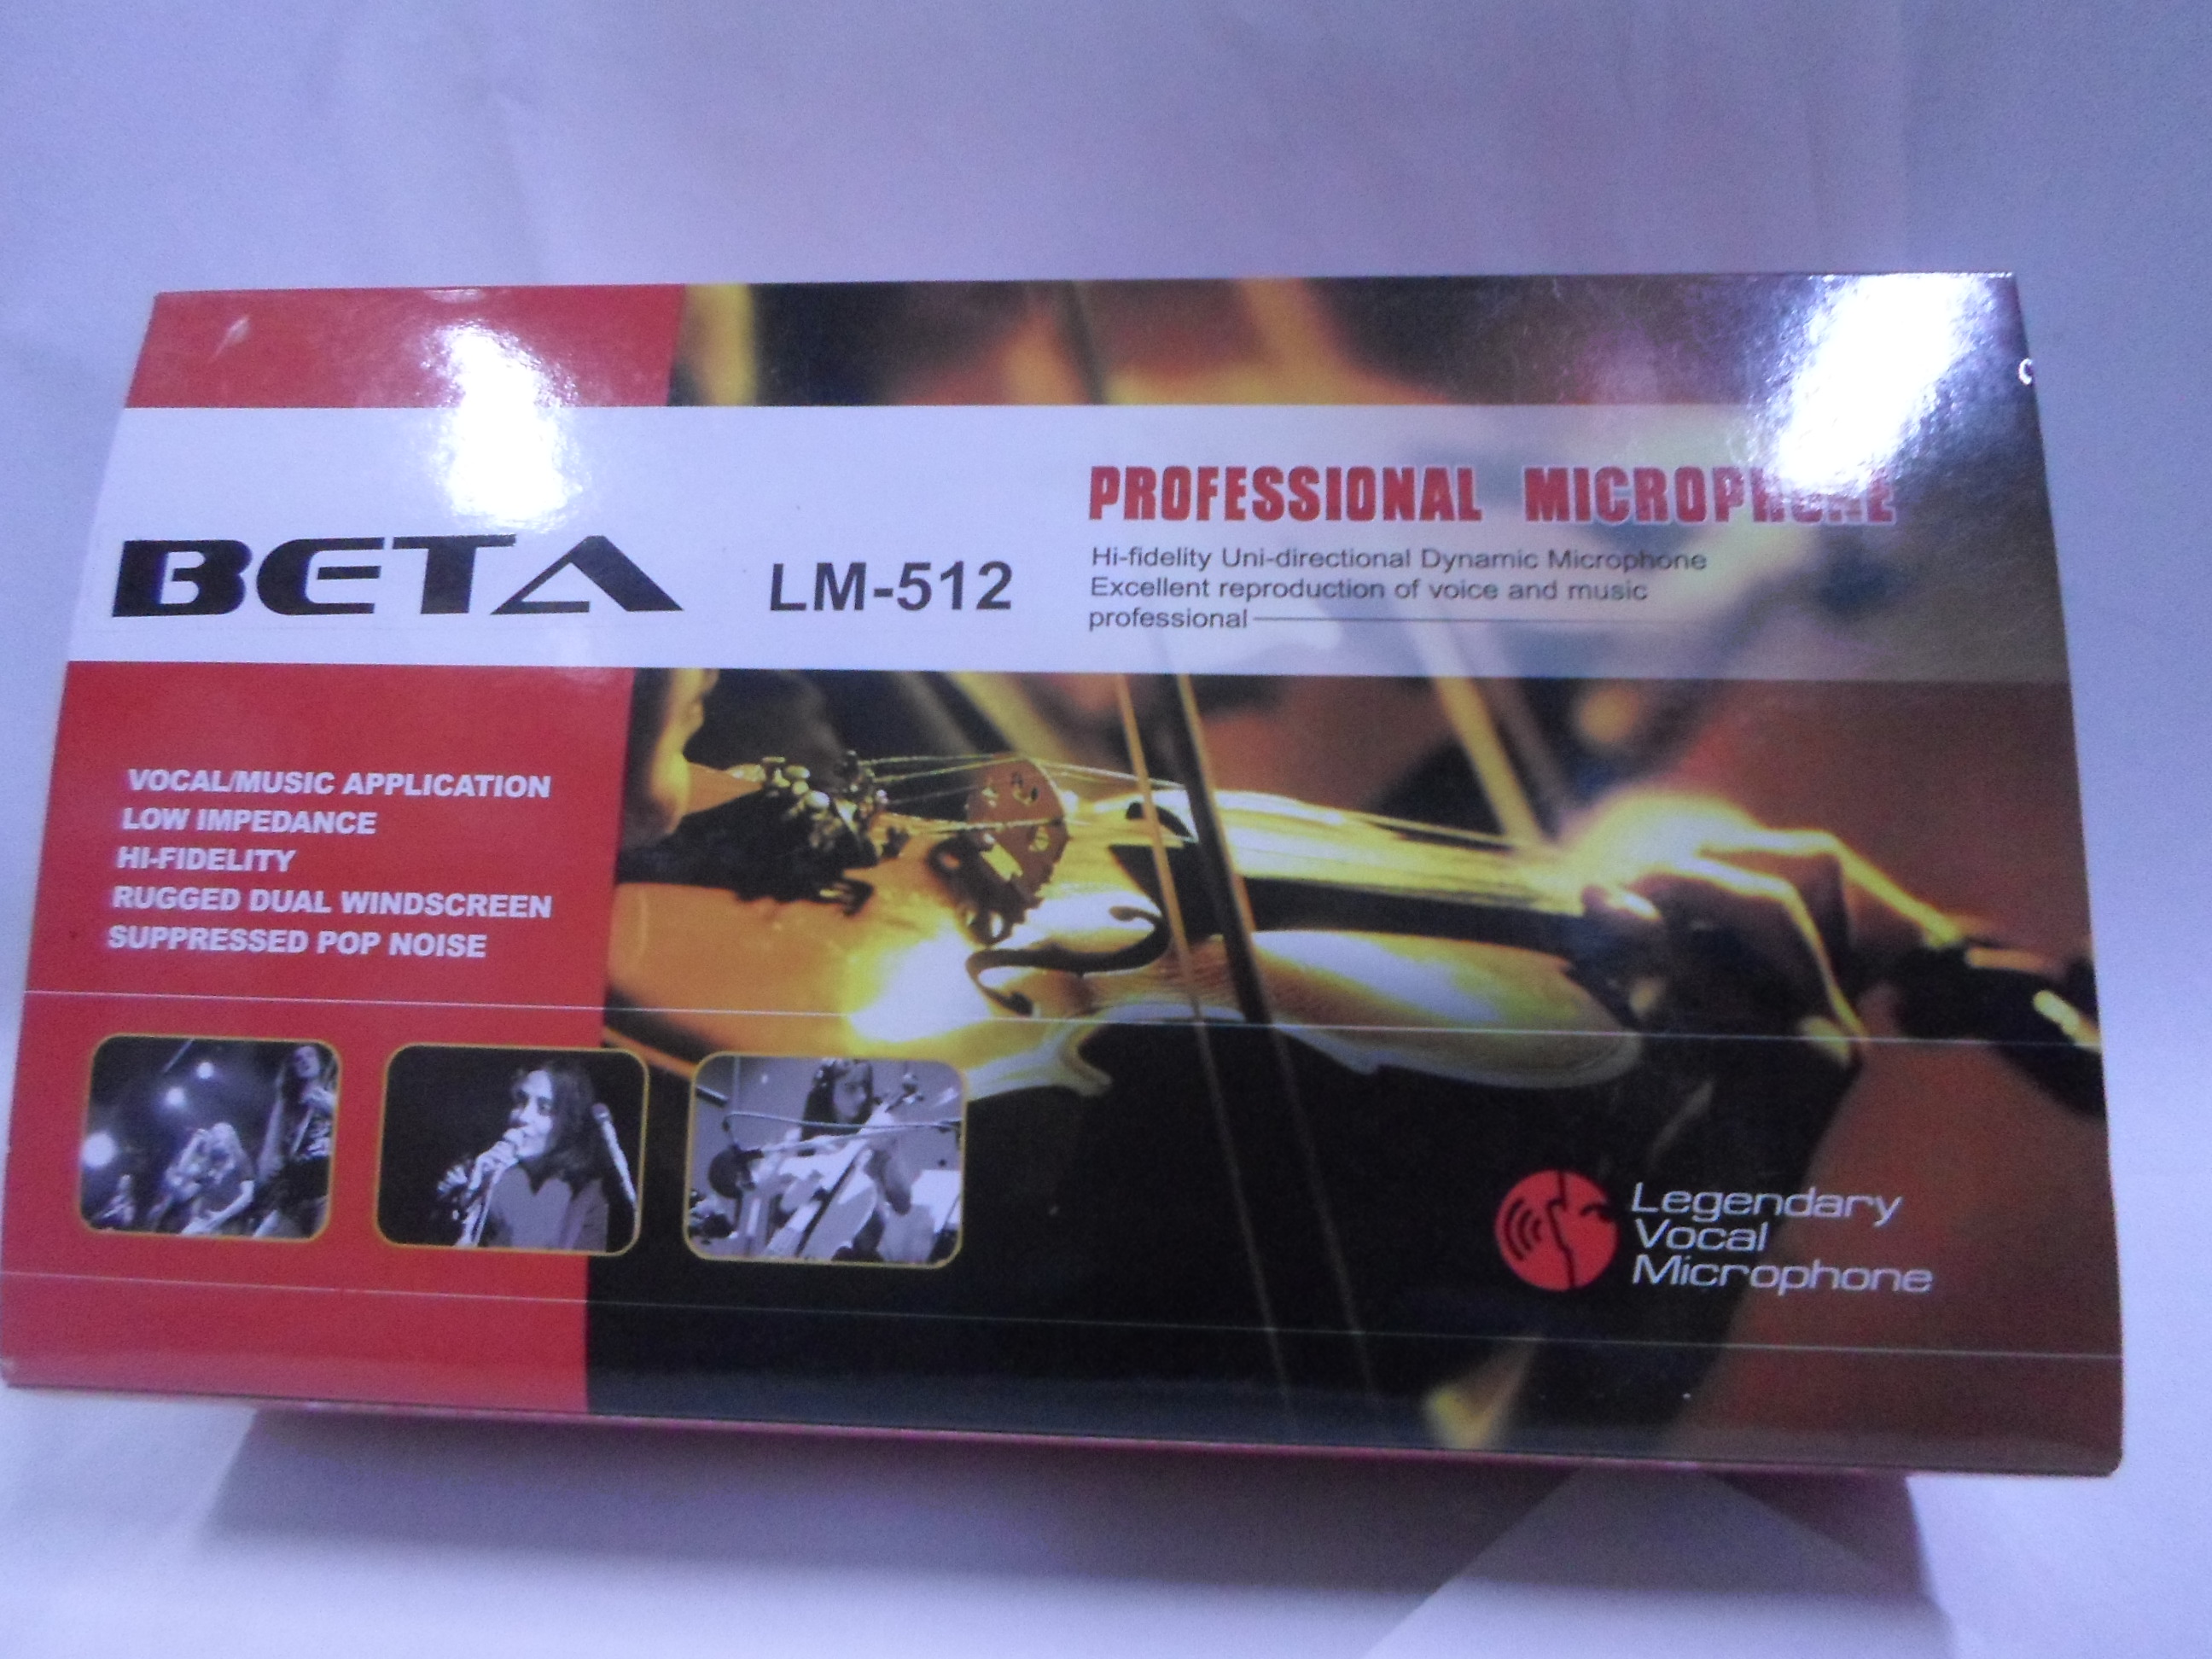 BETA LM-512
PROFESSIONAL MICROPHONE
Hi-fidelity Uni-directional Dynamic Microphone
Excellent reproduction of voice and music
professional
VOCAL/MUSIC APPLICATION
LOW IMPEDANCE
HI-FIDELITY
RUGGED DUAL WINDSCREEN
SUPPRESSED POP NOISE
Legendary
Vocal
Microphone